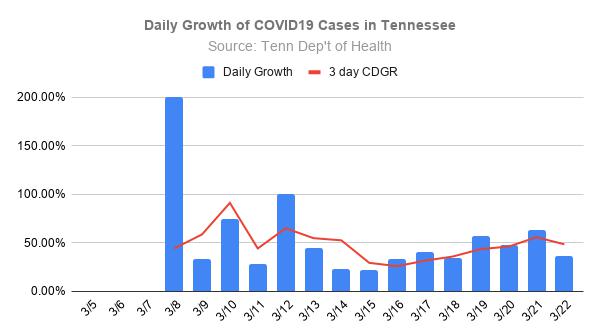 Daily Growth of COVID19 Cases in Tennessee
Source: Tenn Dep't of Health
Daily Growth 3 day CDGR
200.00%
150.00%
100.00%
50.00%
0.00%
3/5 3/6 3/7 3/8 3/9 3/10 3/11 3/12 3/13 3/14 3/15 3/16 3/17 3/18 3/19 3/20 3/21 3/22